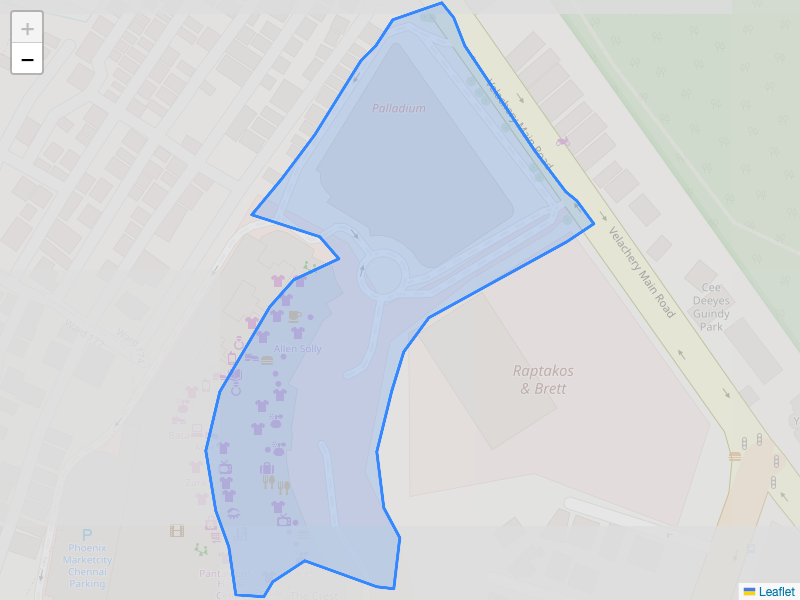 +
−
Palladium
Velachery Main Road
Velachery Main Road
Cee
Deeyes
Guindy
Park
Allen Solly
Raptakos
& Brett
P
Phoenix
Marketcity
Chennai
Parking
Leaflet